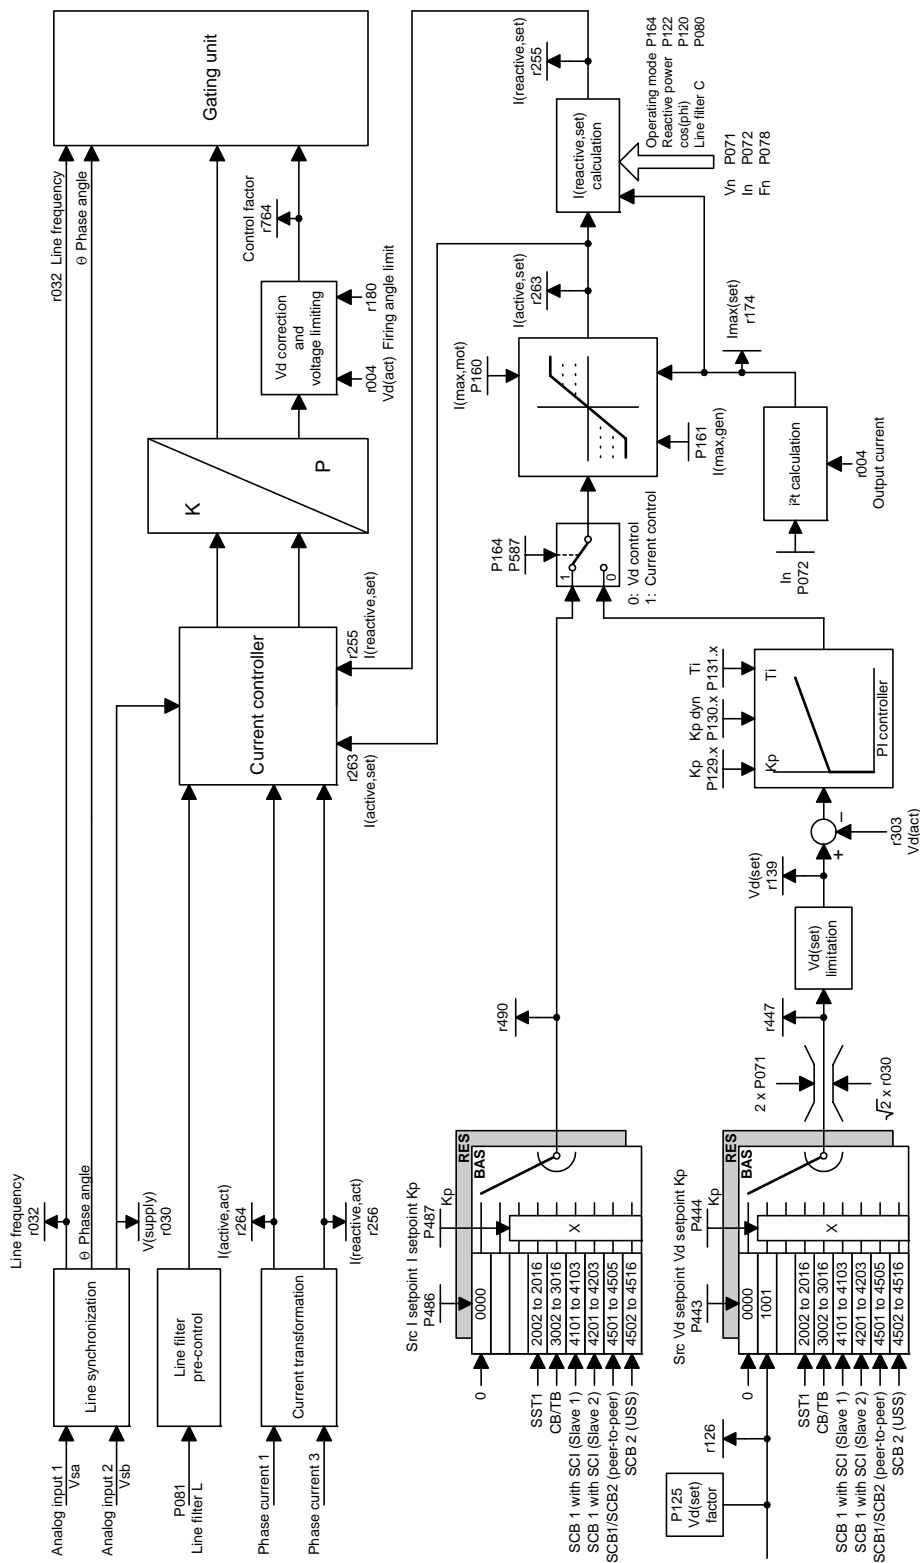 Analog input 1
Vsa
Analog input 2
Vsb
Line synchronization
Line frequency
r032
θ Phase angle
V(supply)
r030
r032 Line frequency
θ Phase angle
Gating unit
P081
Line filter L
Line filter
pre-control
Phase current 1
Phase current 3
Current transformation
I(active,act)
r264
I(reactive,act)
r256
Current controller
r263
I(active,set)
r255
I(reactive,set)
K
P
Vd correction
and
voltage limiting
r004
Vd(act)
r180
Firing angle limit
Control factor
r764
Src I setpoint
P486
I setpoint Kp
P487
Kp
RES
BAS
0
0000
SST1
2002 to 2016
CB/TB
3002 to 3016
SCB 1 with SCI (Slave 1)
4101 to 4103
SCB 1 with SCI (Slave 2)
4201 to 4203
SCB1/SCB2 (peer-to-peer)
4501 to 4505
SCB 2 (USS)
4502 to 4516
X
r490
P164
P587
1
0
0: Vd control
1: Current control
I(max,mot)
P160
P161
I(max,gen)
I(active,set)
r263
I(reactive,set)
calculation
I(reactive,set)
r255
Operating mode P164
Reactive power P122
cos(phi) P120
Line filter C P080
Vn P071
In P072
Fn P078
Imax(set)
r174
In
P072
i²t calculation
r004
Output current
P125
Vd(set)
factor
r126
Src Vd setpoint
P443
Vd setpoint Kp
P444
Kp
RES
BAS
0
0000
1001
SST1
2002 to 2016
CB/TB
3002 to 3016
SCB 1 with SCI (Slave 1)
4101 to 4103
SCB 1 with SCI (Slave 2)
4201 to 4203
SCB1/SCB2 (peer-to-peer)
4501 to 4505
SCB 2 (USS)
4502 to 4516
X
2 x P071
√2 x r030
r447
Vd(set)
limitation
Vd(set)
r139
+
−
r303
Vd(act)
Kp
P129.x
Kp dyn
P130.x
Ti
P131.x
Kp
Ti
PI controller